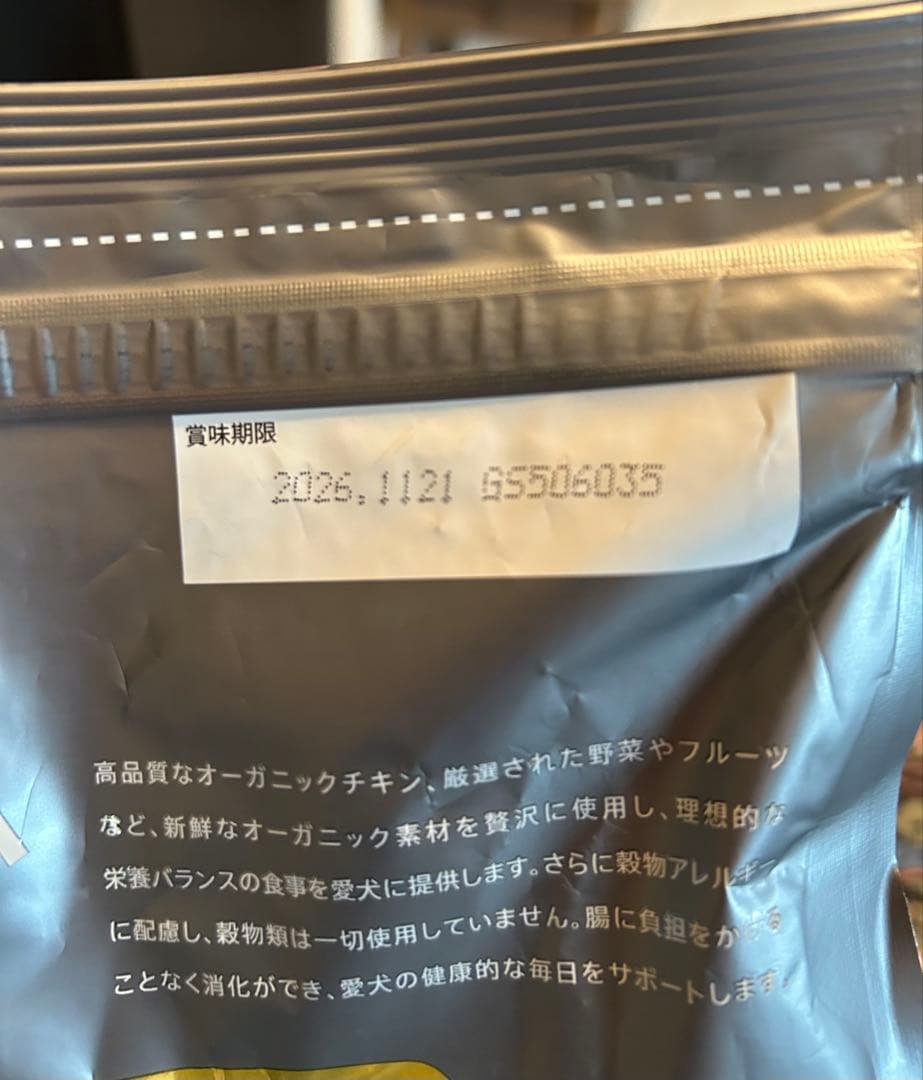 賞味期限
2026.1121 GS506035
高品質なオーガニックチキン、厳選された野菜やフルーツ
など、新鮮なオーガニック素材を贅沢に使用し、理想的な
栄養バランスの食事を愛犬に提供します。さらに穀物アレルギー
に配慮し、穀物類は一切使用していません。腸に負担をかける
ことなく消化ができ、愛犬の健康的な毎日をサポートします。